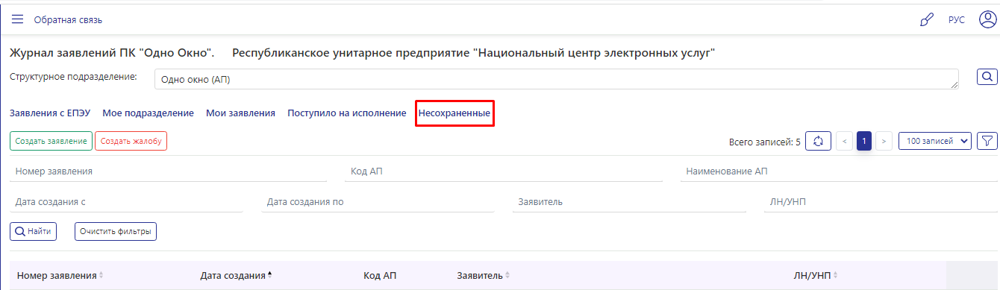 Обратная связь РУС
Журнал заявлений ПК "Одно Окно". Республиканское унитарное предприятие "Национальный центр электронных услуг"
Структурное подразделение: Одно окно (АП)
Заявления с ЕПЭУ Мое подразделение Мои заявления Поступило на исполнение Несохраненные
Создать заявление Создать жалобу Всего записей: 5 < 1 > 100 записей
Номер заявления Код АП Наименование АП
Дата создания с Дата создания по Заявитель ЛН/УНП
Найти Очистить фильтры
Номер заявления Дата создания Код АП Заявитель ЛН/УНП